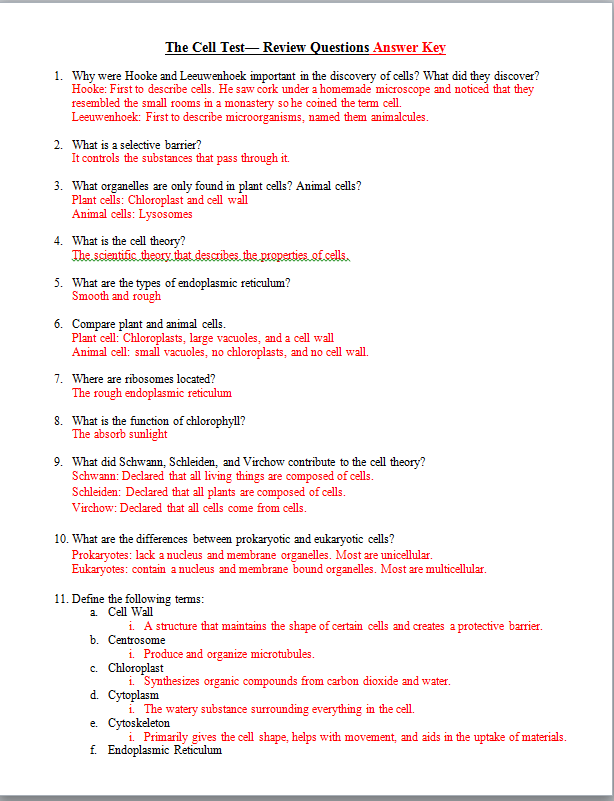 The Cell Test— Review Questions Answer Key
1. Why were Hooke and Leeuwenhoek important in the discovery of cells? What did they discover?
Hooke: First to describe cells. He saw cork under a homemade microscope and noticed that they
resembled the small rooms in a monastery so he coined the term cell.
Leeuwenhoek: First to describe microorganisms, named them animalcules.
2. What is a selective barrier?
It controls the substances that pass through it.
3. What organelles are only found in plant cells? Animal cells?
Plant cells: Chloroplast and cell wall
Animal cells: Lysosomes
4. What is the cell theory?
The scientific theory that describes the properties of cells.
5. What are the types of endoplasmic reticulum?
Smooth and rough
6. Compare plant and animal cells.
Plant cell: Chloroplasts, large vacuoles, and a cell wall
Animal cell: small vacuoles, no chloroplasts, and no cell wall.
7. Where are ribosomes located?
The rough endoplasmic reticulum
8. What is the function of chlorophyll?
The absorb sunlight
9. What did Schwann, Schleiden, and Virchow contribute to the cell theory?
Schwann: Declared that all living things are composed of cells.
Schleiden: Declared that all plants are composed of cells.
Virchow: Declared that all cells come from cells.
10. What are the differences between prokaryotic and eukaryotic cells?
Prokaryotes: lack a nucleus and membrane organelles. Most are unicellular.
Eukaryotes: contain a nucleus and membrane bound organelles. Most are multicellular.
11. Define the following terms:
a. Cell Wall
i. A structure that maintains the shape of certain cells and creates a protective barrier.
b. Centrosome
i. Produce and organize microtubules.
c. Chloroplast
i. Synthesizes organic compounds from carbon dioxide and water.
d. Cytoplasm
i. The watery substance surrounding everything in the cell.
e. Cytoskeleton
i. Primarily gives the cell shape, helps with movement, and aids in the uptake of materials.
f. Endoplasmic Reticulum